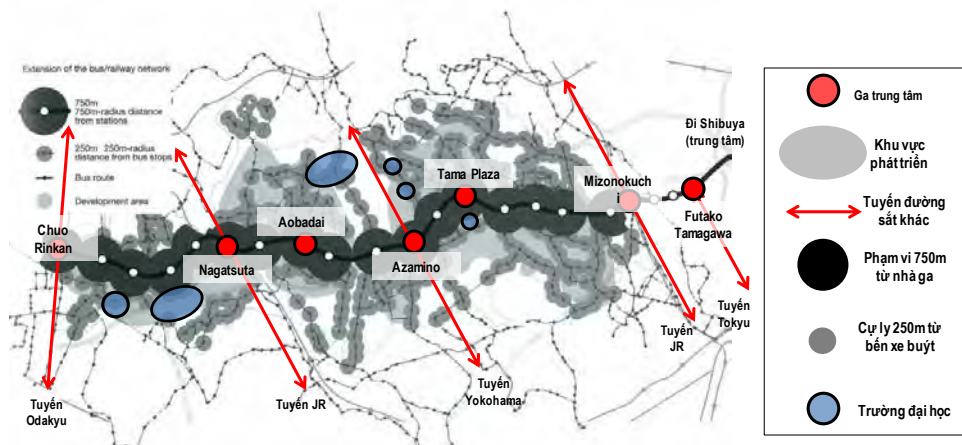 Extension of the bus/railway network
750m
750m-radius distance
from stations
250m 250m-radius
distance from bus stops
Bus route
Development area
Chuo
Rinkan
Nagatsuta
Aobadai
Azamino
Tama Plaza
Mizonokuch
i
Futako
Tamagawa
Đi Shibuya
(trung tâm)
Tuyến
Odakyu
Tuyến JR
Tuyến
Yokohama
Tuyến
JR
Tuyến
Tokyu
Ga trung tâm
Khu vực
phát triển
Tuyến đường
sắt khác
Phạm vi 750m
từ nhà ga
Cự ly 250m từ
bến xe buýt
Trường đại học